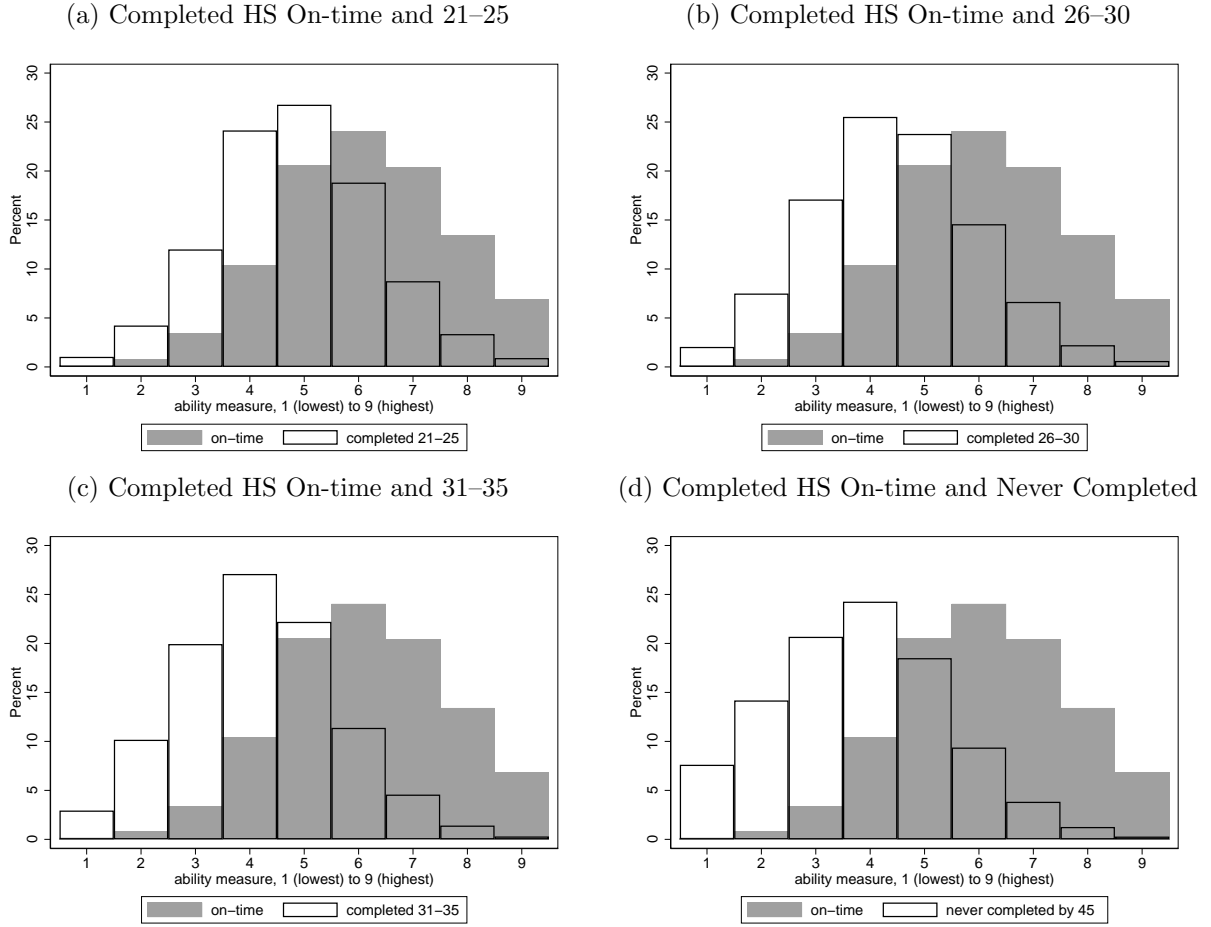 (a) Completed HS On-time and 21–25
Percent
30
25
20
15
10
5
0
1 2 3 4 5 6 7 8 9
ability measure, 1 (lowest) to 9 (highest)
on−time completed 21−25
(b) Completed HS On-time and 26–30
Percent
30
25
20
15
10
5
0
1 2 3 4 5 6 7 8 9
ability measure, 1 (lowest) to 9 (highest)
on−time completed 26−30
(c) Completed HS On-time and 31–35
Percent
30
25
20
15
10
5
0
1 2 3 4 5 6 7 8 9
ability measure, 1 (lowest) to 9 (highest)
on−time completed 31−35
(d) Completed HS On-time and Never Completed
Percent
30
25
20
15
10
5
0
1 2 3 4 5 6 7 8 9
ability measure, 1 (lowest) to 9 (highest)
on−time never completed by 45